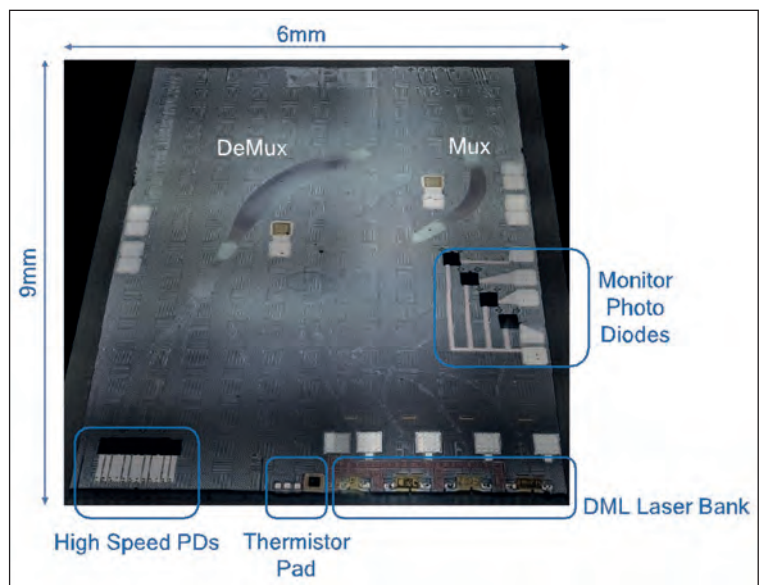 6mm
9mm
DeMux
Mux
Monitor
Photo
Diodes
DML Laser Bank
High Speed PDs
Thermistor
Pad